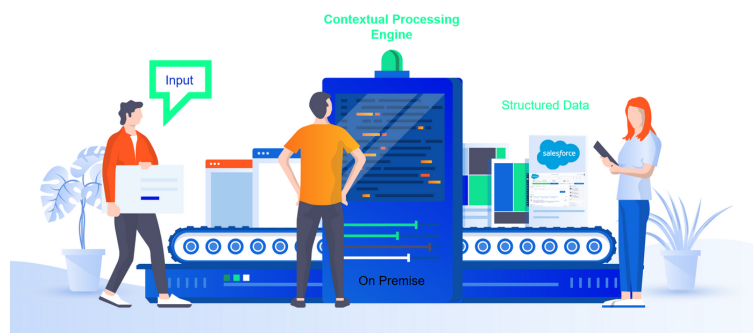 Contextual Processing
Engine
Input
Structured Data
salesforce
On Premise